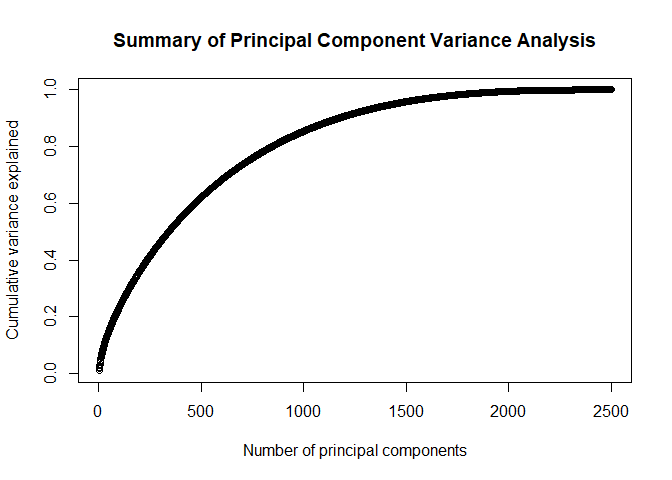 Summary of Principal Component Variance Analysis
Cumulative variance explained
1.0
0.8
0.6
0.4
0.2
0.0
0 500 1000 1500 2000 2500
Number of principal components